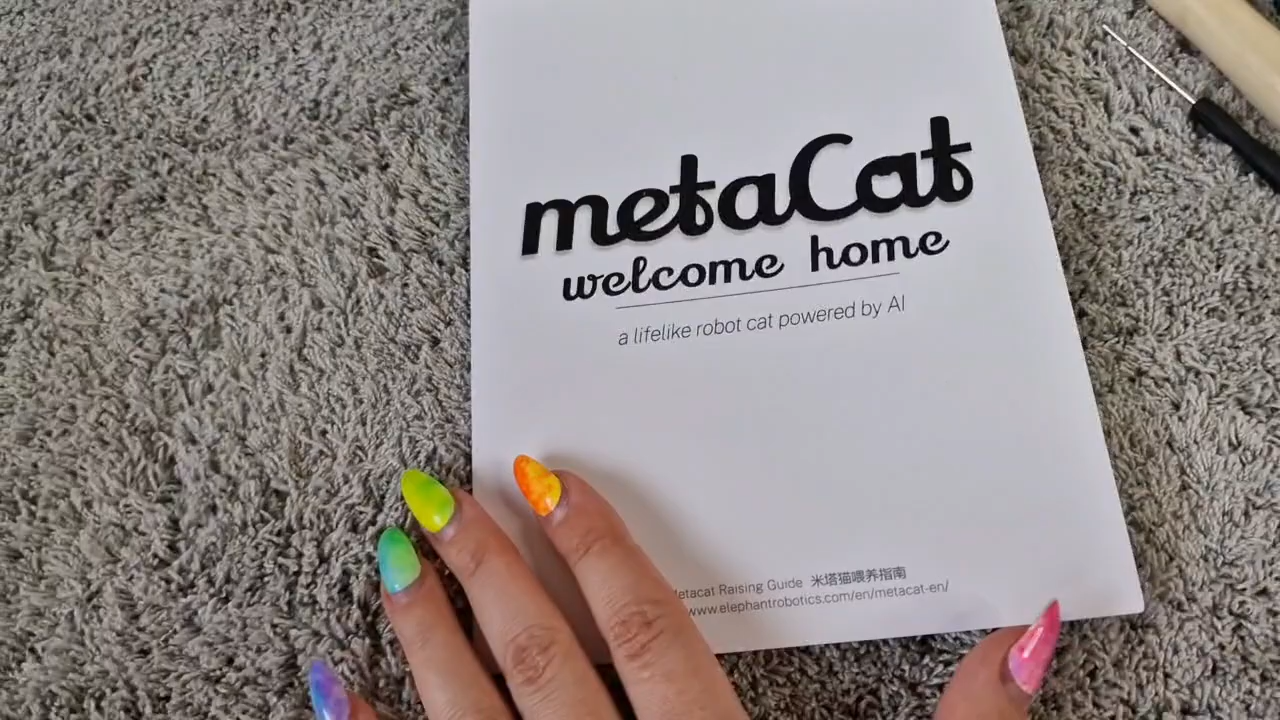 metaCat
welcome home
a lifelike robot cat powered by AI
Metacat Raising Guide 米塔猫喂养指南
www.elephantrobotics.com/en/metacat-en/